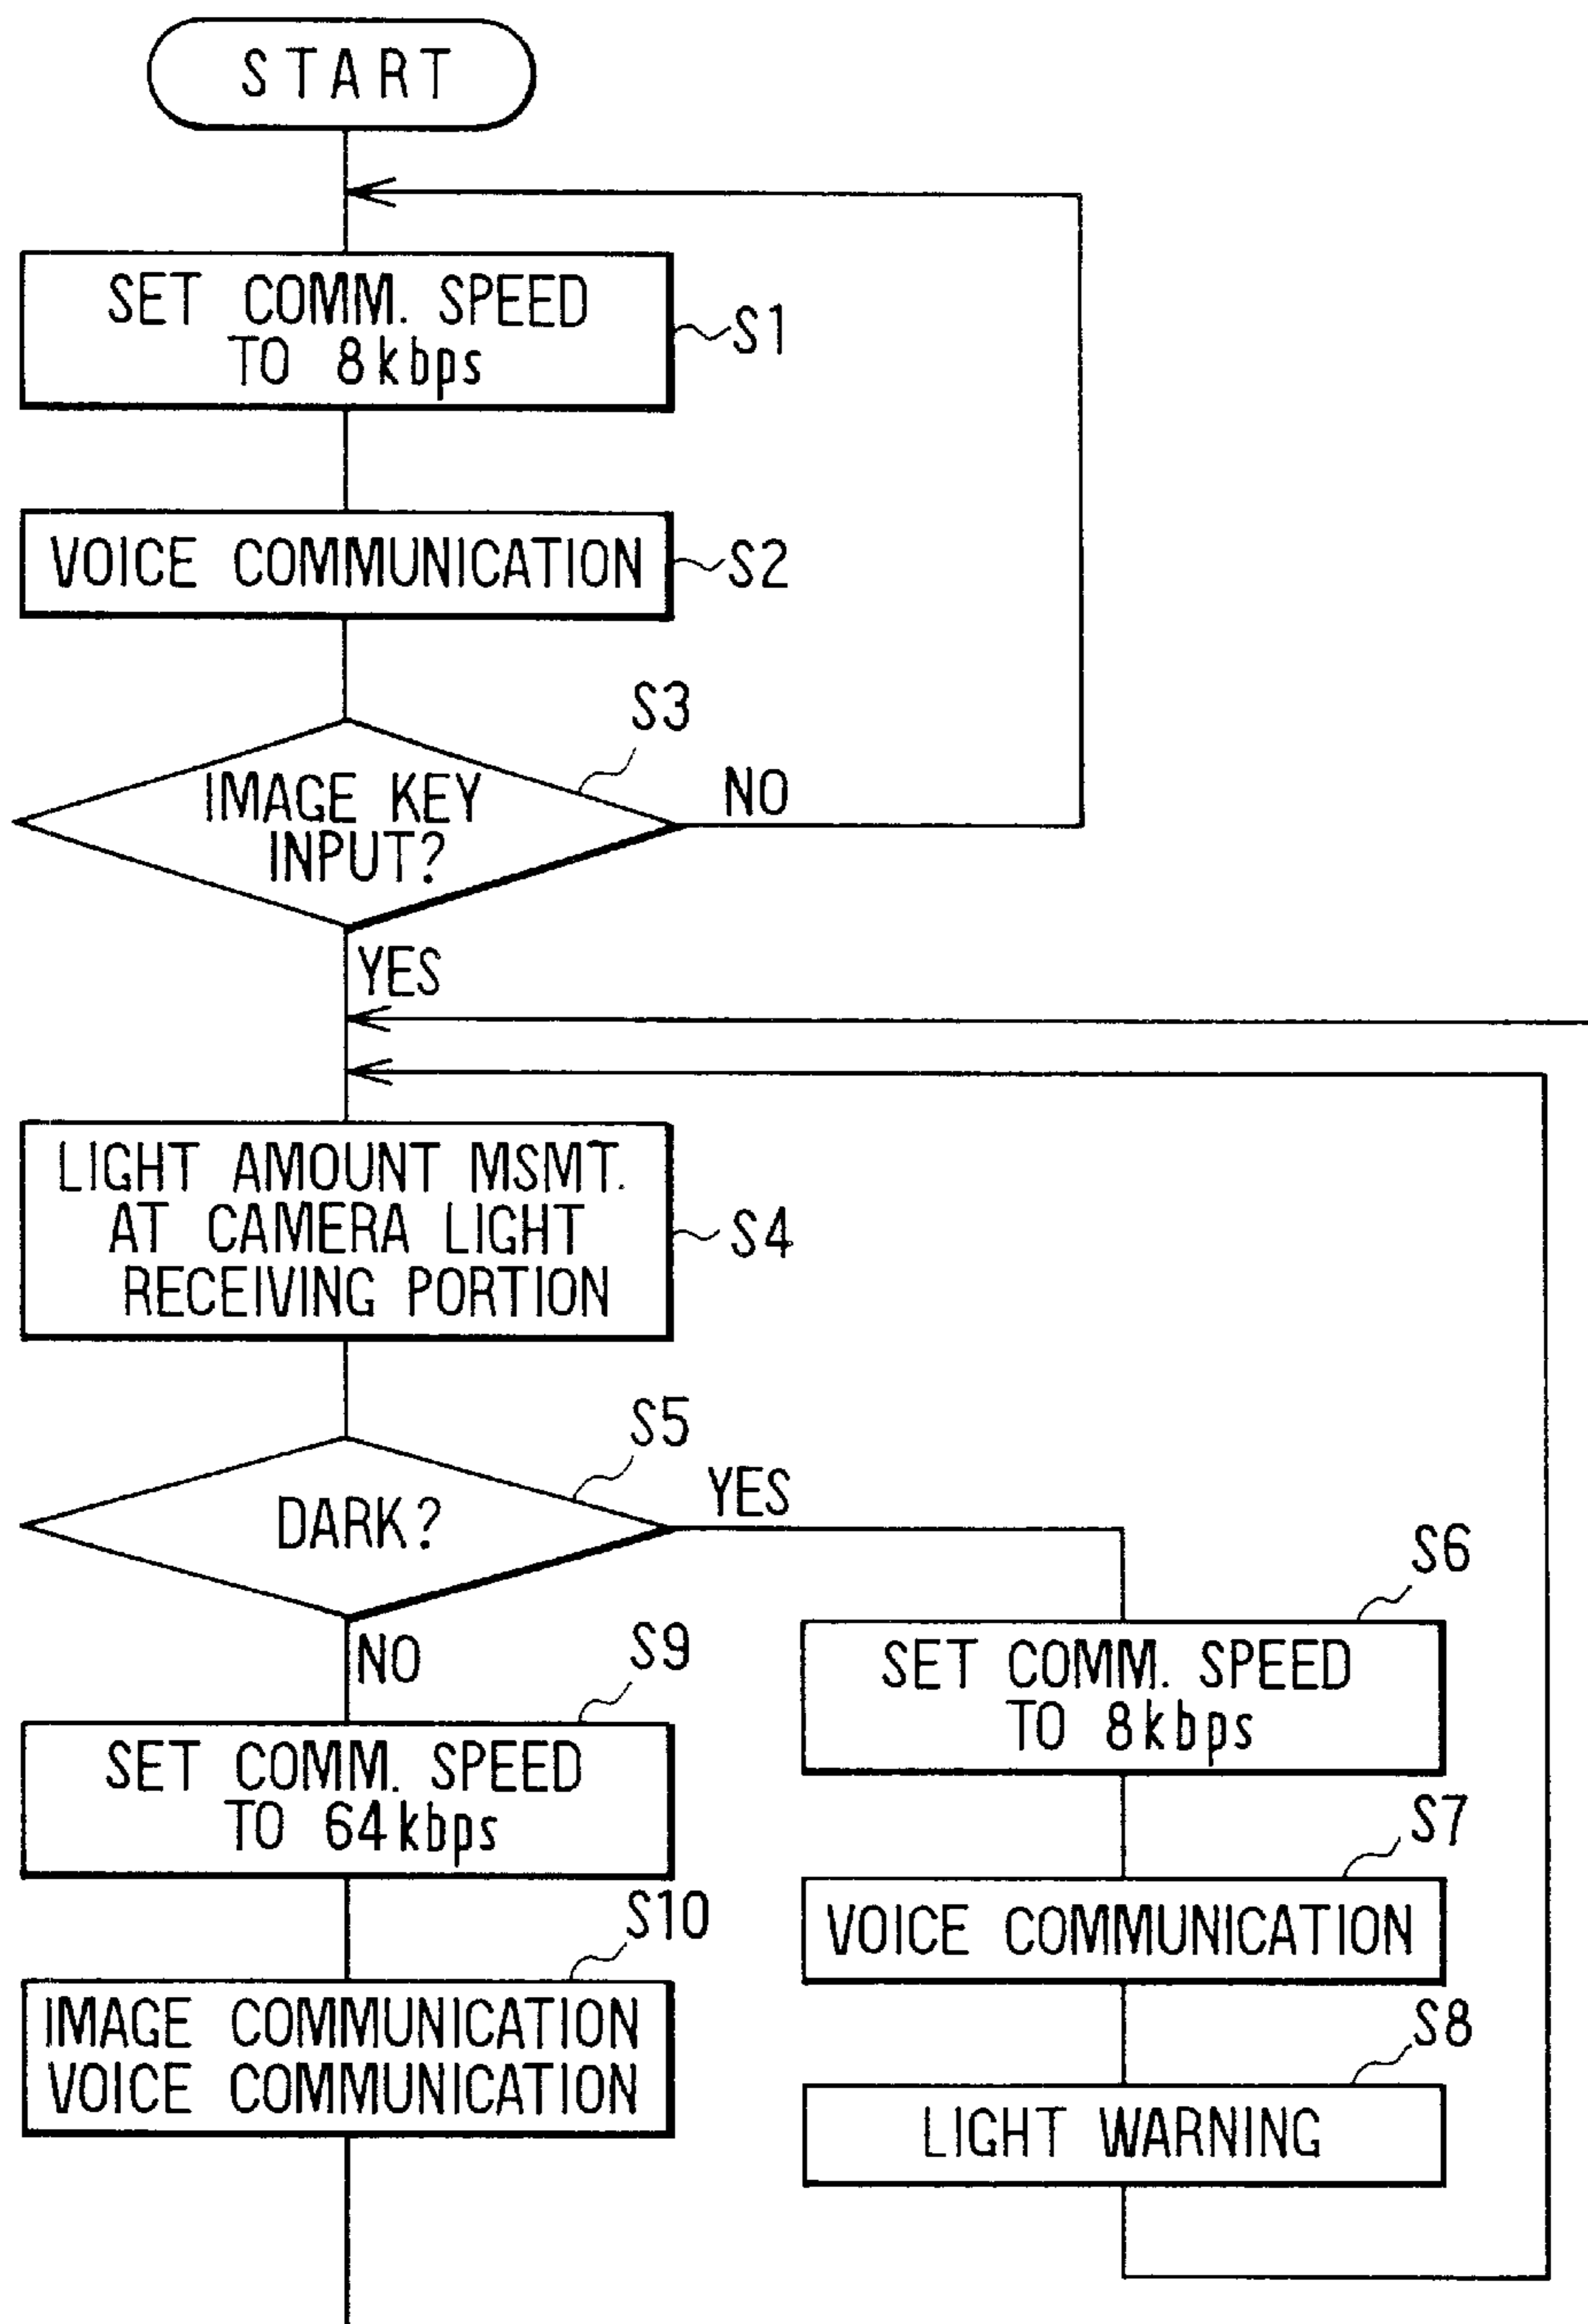 START
SET COMM. SPEED
TO 8kbps
S1
VOICE COMMUNICATION
S2
S3
IMAGE KEY
INPUT?
NO
YES
LIGHT AMOUNT MSMT.
AT CAMERA LIGHT
RECEIVING PORTION
S4
S5
DARK?
YES
NO
S6
SET COMM. SPEED
TO 8kbps
S9
SET COMM. SPEED
TO 64kbps
S7
VOICE COMMUNICATION
S10
IMAGE COMMUNICATION
VOICE COMMUNICATION
S8
LIGHT WARNING